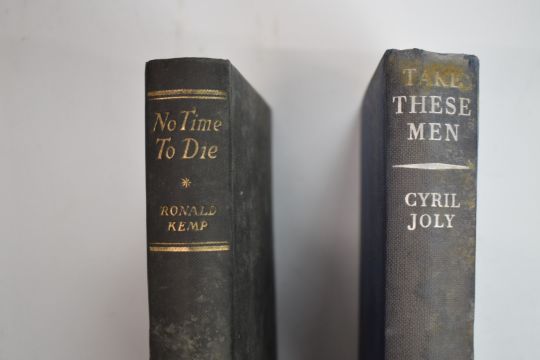 No Time
To Die
*
RONALD
KEMP
TAKE
THESE
MEN
CYRIL
JOLY